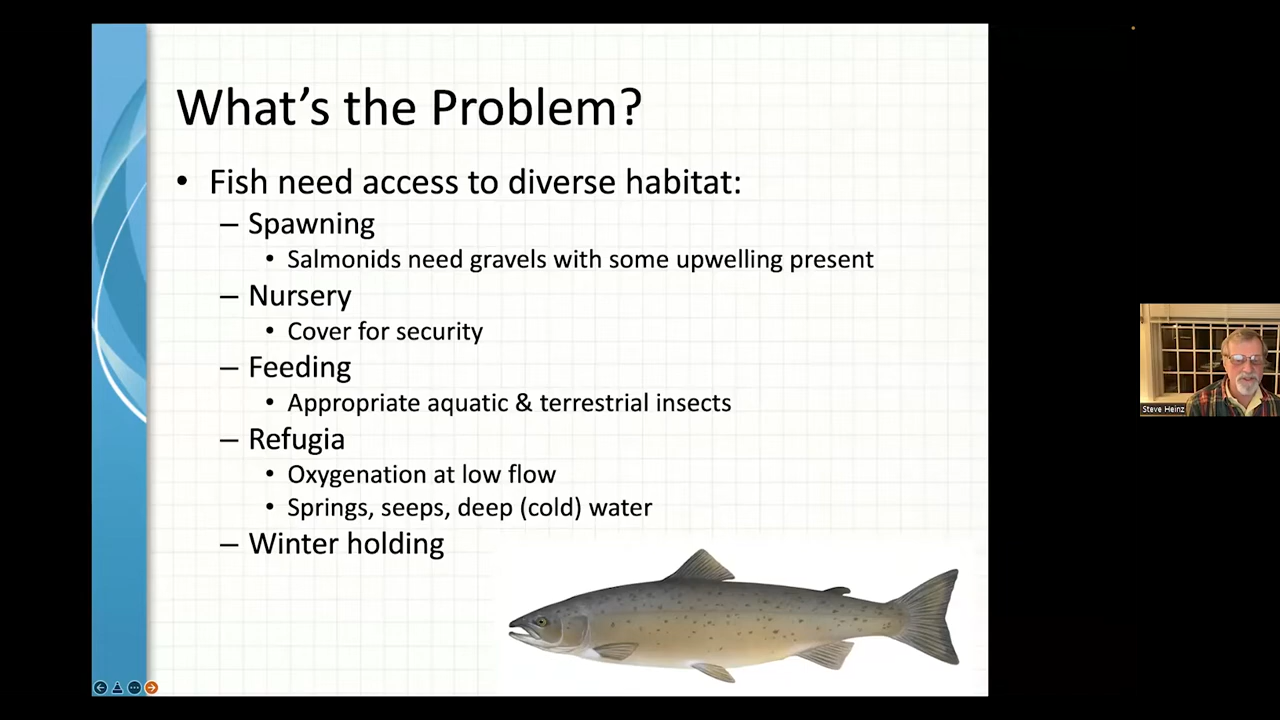 What's the Problem?
• Fish need access to diverse habitat:
– Spawning
• Salmonids need gravels with some upwelling present
– Nursery
• Cover for security
– Feeding
• Appropriate aquatic & terrestrial insects
– Refugia
• Oxygenation at low flow
• Springs, seeps, deep (cold) water
– Winter holding
Steve Heinz